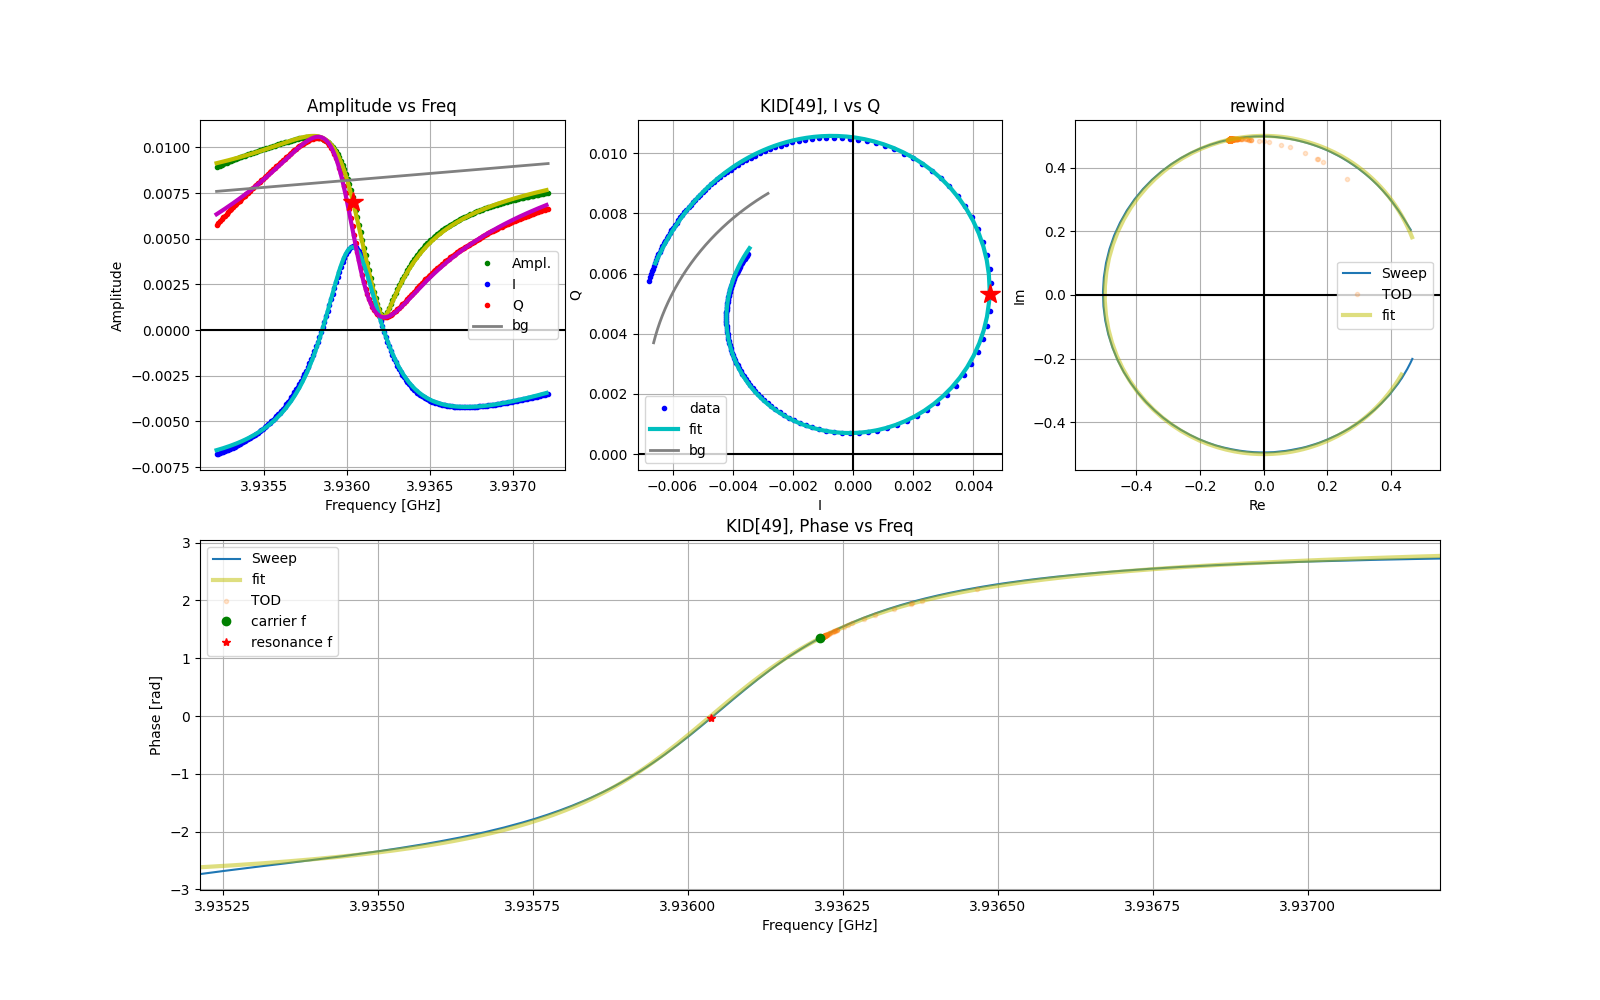 Amplitude vs Freq
Amplitude
0.0100
0.0075
0.0050
0.0025
0.0000
−0.0025
−0.0050
−0.0075
Ampl.
I
Q
bg
3.9355
3.9360
3.9365
3.9370
Frequency [GHz]
KID[49], I vs Q
Q
0.010
0.008
0.006
0.004
0.002
0.000
data
fit
bg
−0.006
−0.004
−0.002
0.000
0.002
0.004
I
rewind
Im
0.4
0.2
0.0
−0.2
−0.4
Sweep
TOD
fit
−0.4
−0.2
0.0
0.2
0.4
Re
KID[49], Phase vs Freq
Phase [rad]
3
2
1
0
−1
−2
−3
Sweep
fit
TOD
carrier f
resonance f
3.93525
3.93550
3.93575
3.93600
3.93625
3.93650
3.93675
3.93700
Frequency [GHz]